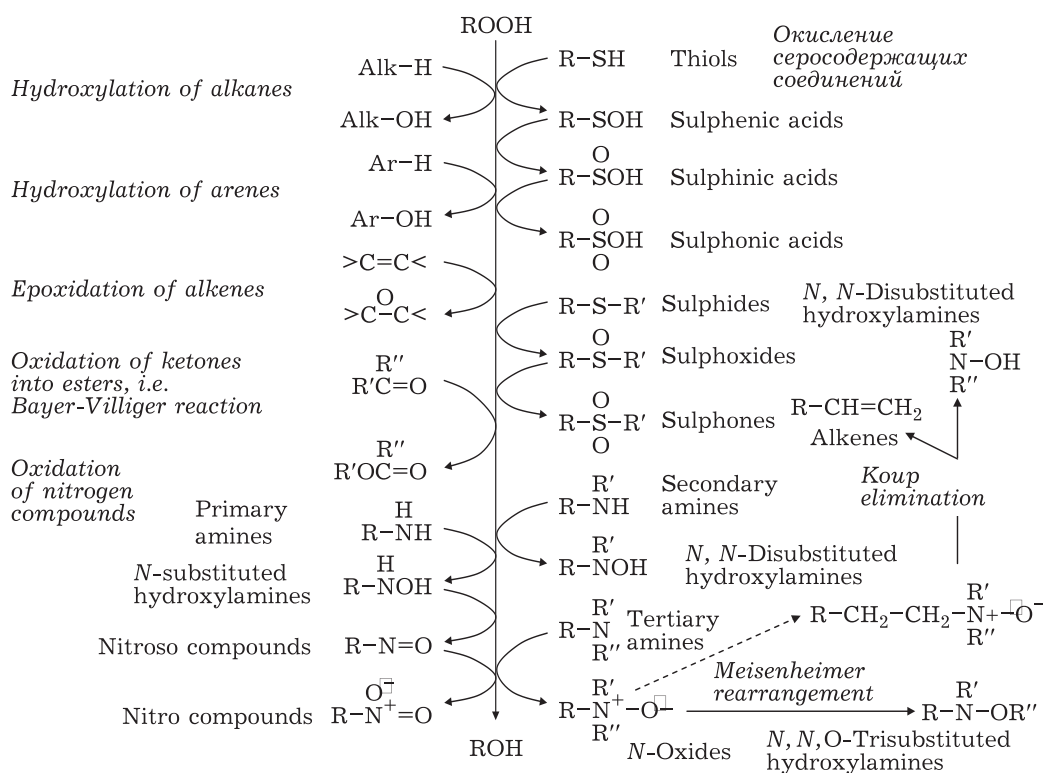 ROOH
Окисление
серосодержащих
соединений
Hydroxylation of alkanes
Alk–H
Alk–OH
R–SH Thiols
R–SOH Sulphenic acids
Hydroxylation of arenes
Ar–H
Ar–OH
O
R–SOH Sulphinic acids
O
R–SOH Sulphonic acids
O
Epoxidation of alkenes
>C=C<
O
>C–C<
R–S–R' Sulphides
O
R–S–R' Sulphoxides
O
R–S–R' Sulphones
O
N, N-Disubstituted
hydroxylamines
R'
N–OH
R''
Oxidation of ketones
into esters, i.e.
Bayer-Villiger reaction
R''
R'C=O
R''
R'OC=O
R–CH=CH₂
Alkenes
Koup
elimination
Oxidation
of nitrogen
compounds
Primary
amines
H
R–NH
N-substituted
hydroxylamines
H
R–NOH
Nitroso compounds R–N=O
Nitro compounds
O⁻
R–N⁺=O
R'
R–NH
Secondary
amines
R'
R–NOH
N, N-Disubstituted
hydroxylamines
R'
R–N
R''
Tertiary
amines
R'
R–CH₂–CH₂–N⁺–O⁻
R''
R'
R–N⁺–O⁻
R''
N-Oxides
Meisenheimer
rearrangement
R'
R–N–OR''
N, N, O-Trisubstituted
hydroxylamines
ROH